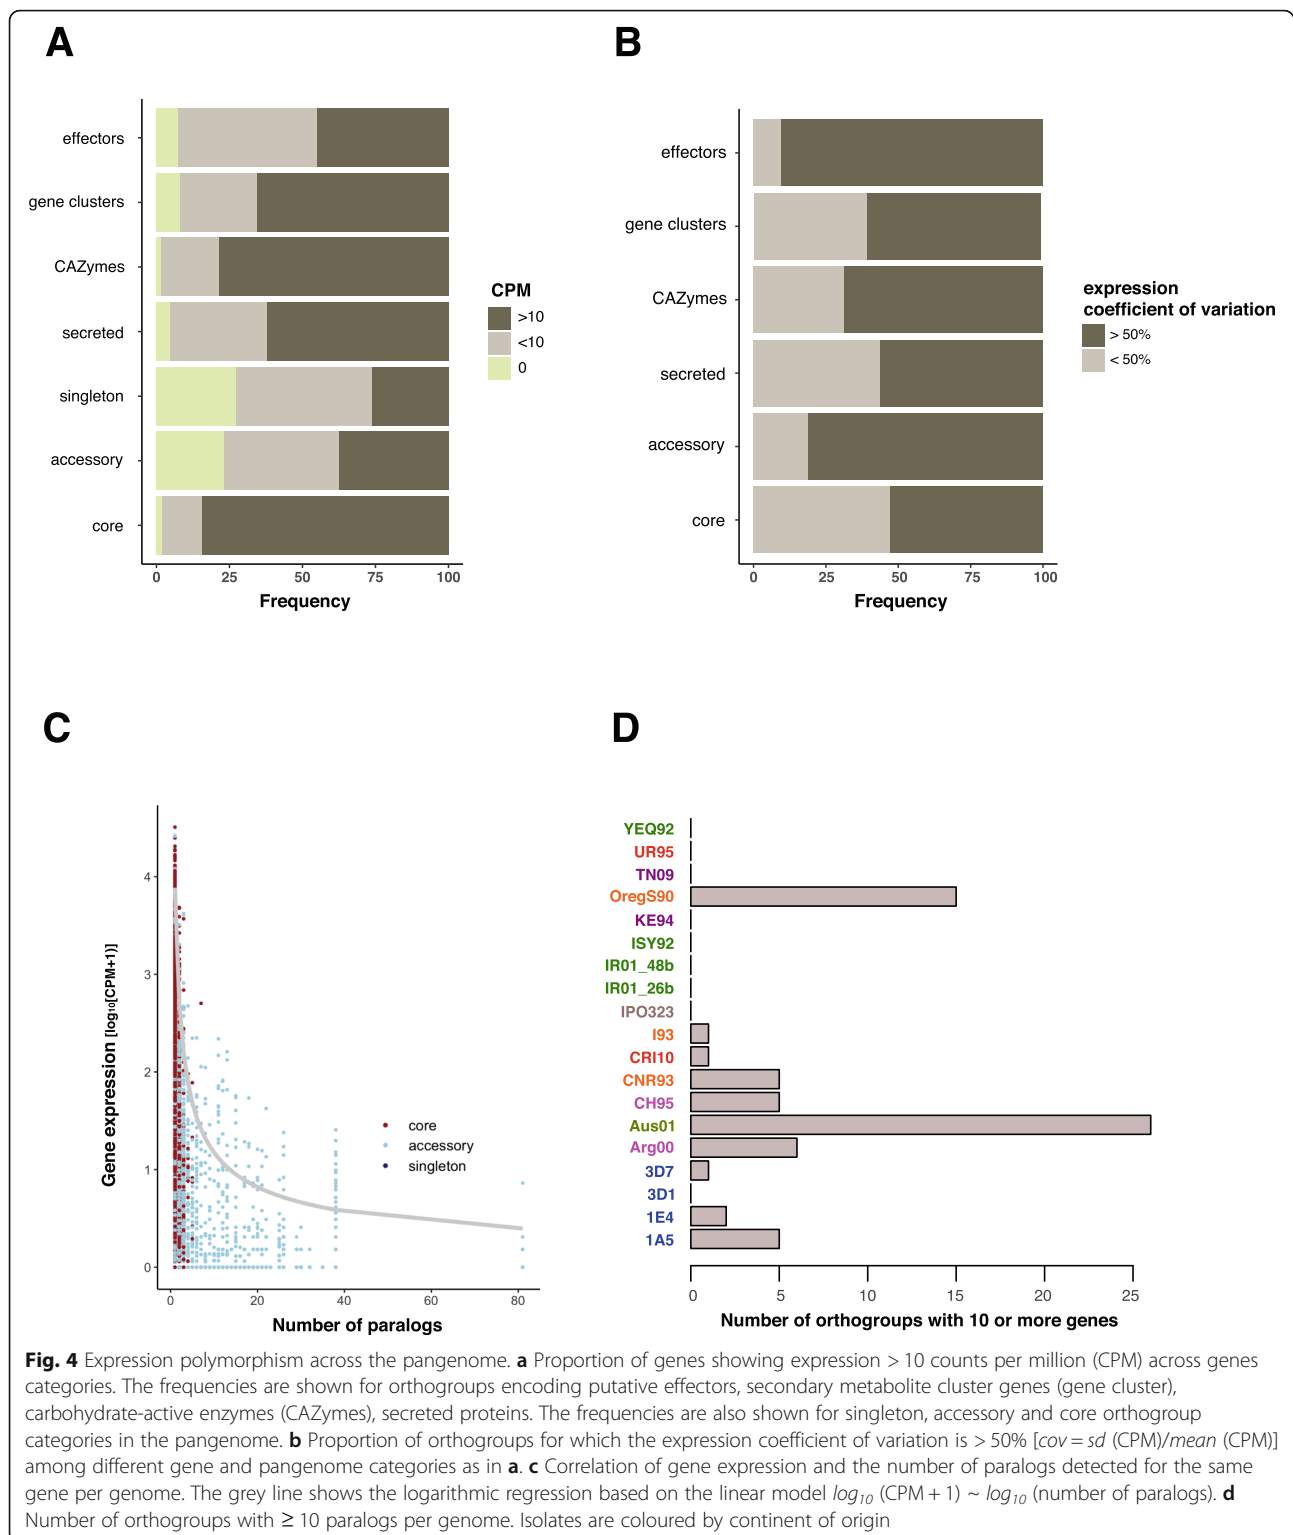 A
effectors
gene clusters
CAZymes
secreted
singleton
accessory
core
0 25 50 75 100
Frequency
CPM
>10
<10
0
B
effectors
gene clusters
CAZymes
secreted
accessory
core
0 25 50 75 100
Frequency
expression
coefficient of variation
> 50%
< 50%
C
4
3
2
1
0
Gene expression [log10[CPM+1)]
0 20 40 60 80
Number of paralogs
core
accessory
singleton
D
YEQ92
UR95
TN09
OregS90
KE94
ISY92
IR01_48b
IR01_26b
IPO323
I93
CRI10
CNR93
CH95
Aus01
Arg00
3D7
3D1
1E4
1A5
0 5 10 15 20 25
Number of orthogroups with 10 or more genes
Fig. 4 Expression polymorphism across the pangenome. a Proportion of genes showing expression > 10 counts per million (CPM) across genes
categories. The frequencies are shown for orthogroups encoding putative effectors, secondary metabolite cluster genes (gene cluster),
carbohydrate-active enzymes (CAZymes), secreted proteins. The frequencies are also shown for singleton, accessory and core orthogroup
categories in the pangenome. b Proportion of orthogroups for which the expression coefficient of variation is > 50% [cov = sd (CPM)/mean (CPM)]
among different gene and pangenome categories as in a. c Correlation of gene expression and the number of paralogs detected for the same
gene per genome. The grey line shows the logarithmic regression based on the linear model log10 (CPM + 1) ~ log10 (number of paralogs). d
Number of orthogroups with ≥ 10 paralogs per genome. Isolates are coloured by continent of origin